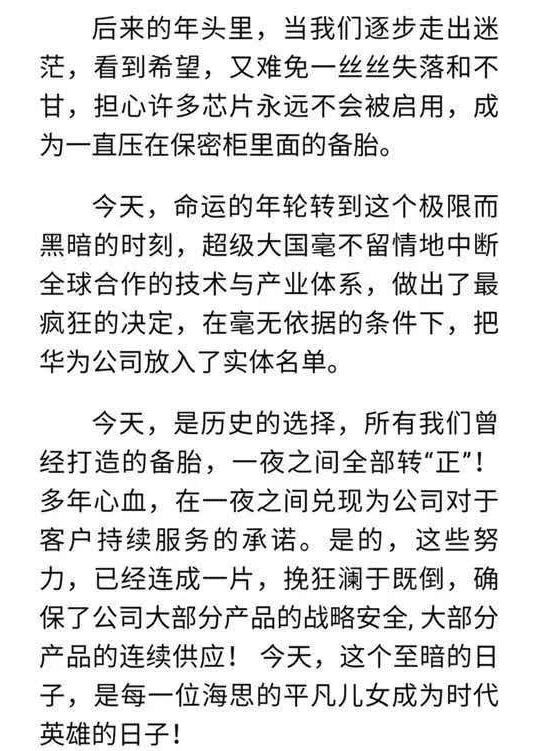 后来的年头里，当我们逐步走出迷
茫，看到希望，又难免一丝丝失落和不
甘，担心许多芯片永远不会被启用，成
为一直压在保密柜里面的备胎。
今天，命运的年轮转到这个极限而
黑暗的时刻，超级大国毫不留情地中断
全球合作的技术与产业体系，做出了最
疯狂的决定，在毫无依据的条件下，把
华为公司放入了实体名单。
今天，是历史的选择，所有我们曾
经打造的备胎，一夜之间全部转“正”！
多年心血，在一夜之间兑现为公司对于
客户持续服务的承诺。是的，这些努
力，已经连成一片，挽狂澜于既倒，确
保了公司大部分产品的战略安全, 大部分
产品的连续供应！ 今天，这个至暗的日
子，是每一位海思的平凡儿女成为时代
英雄的日子！